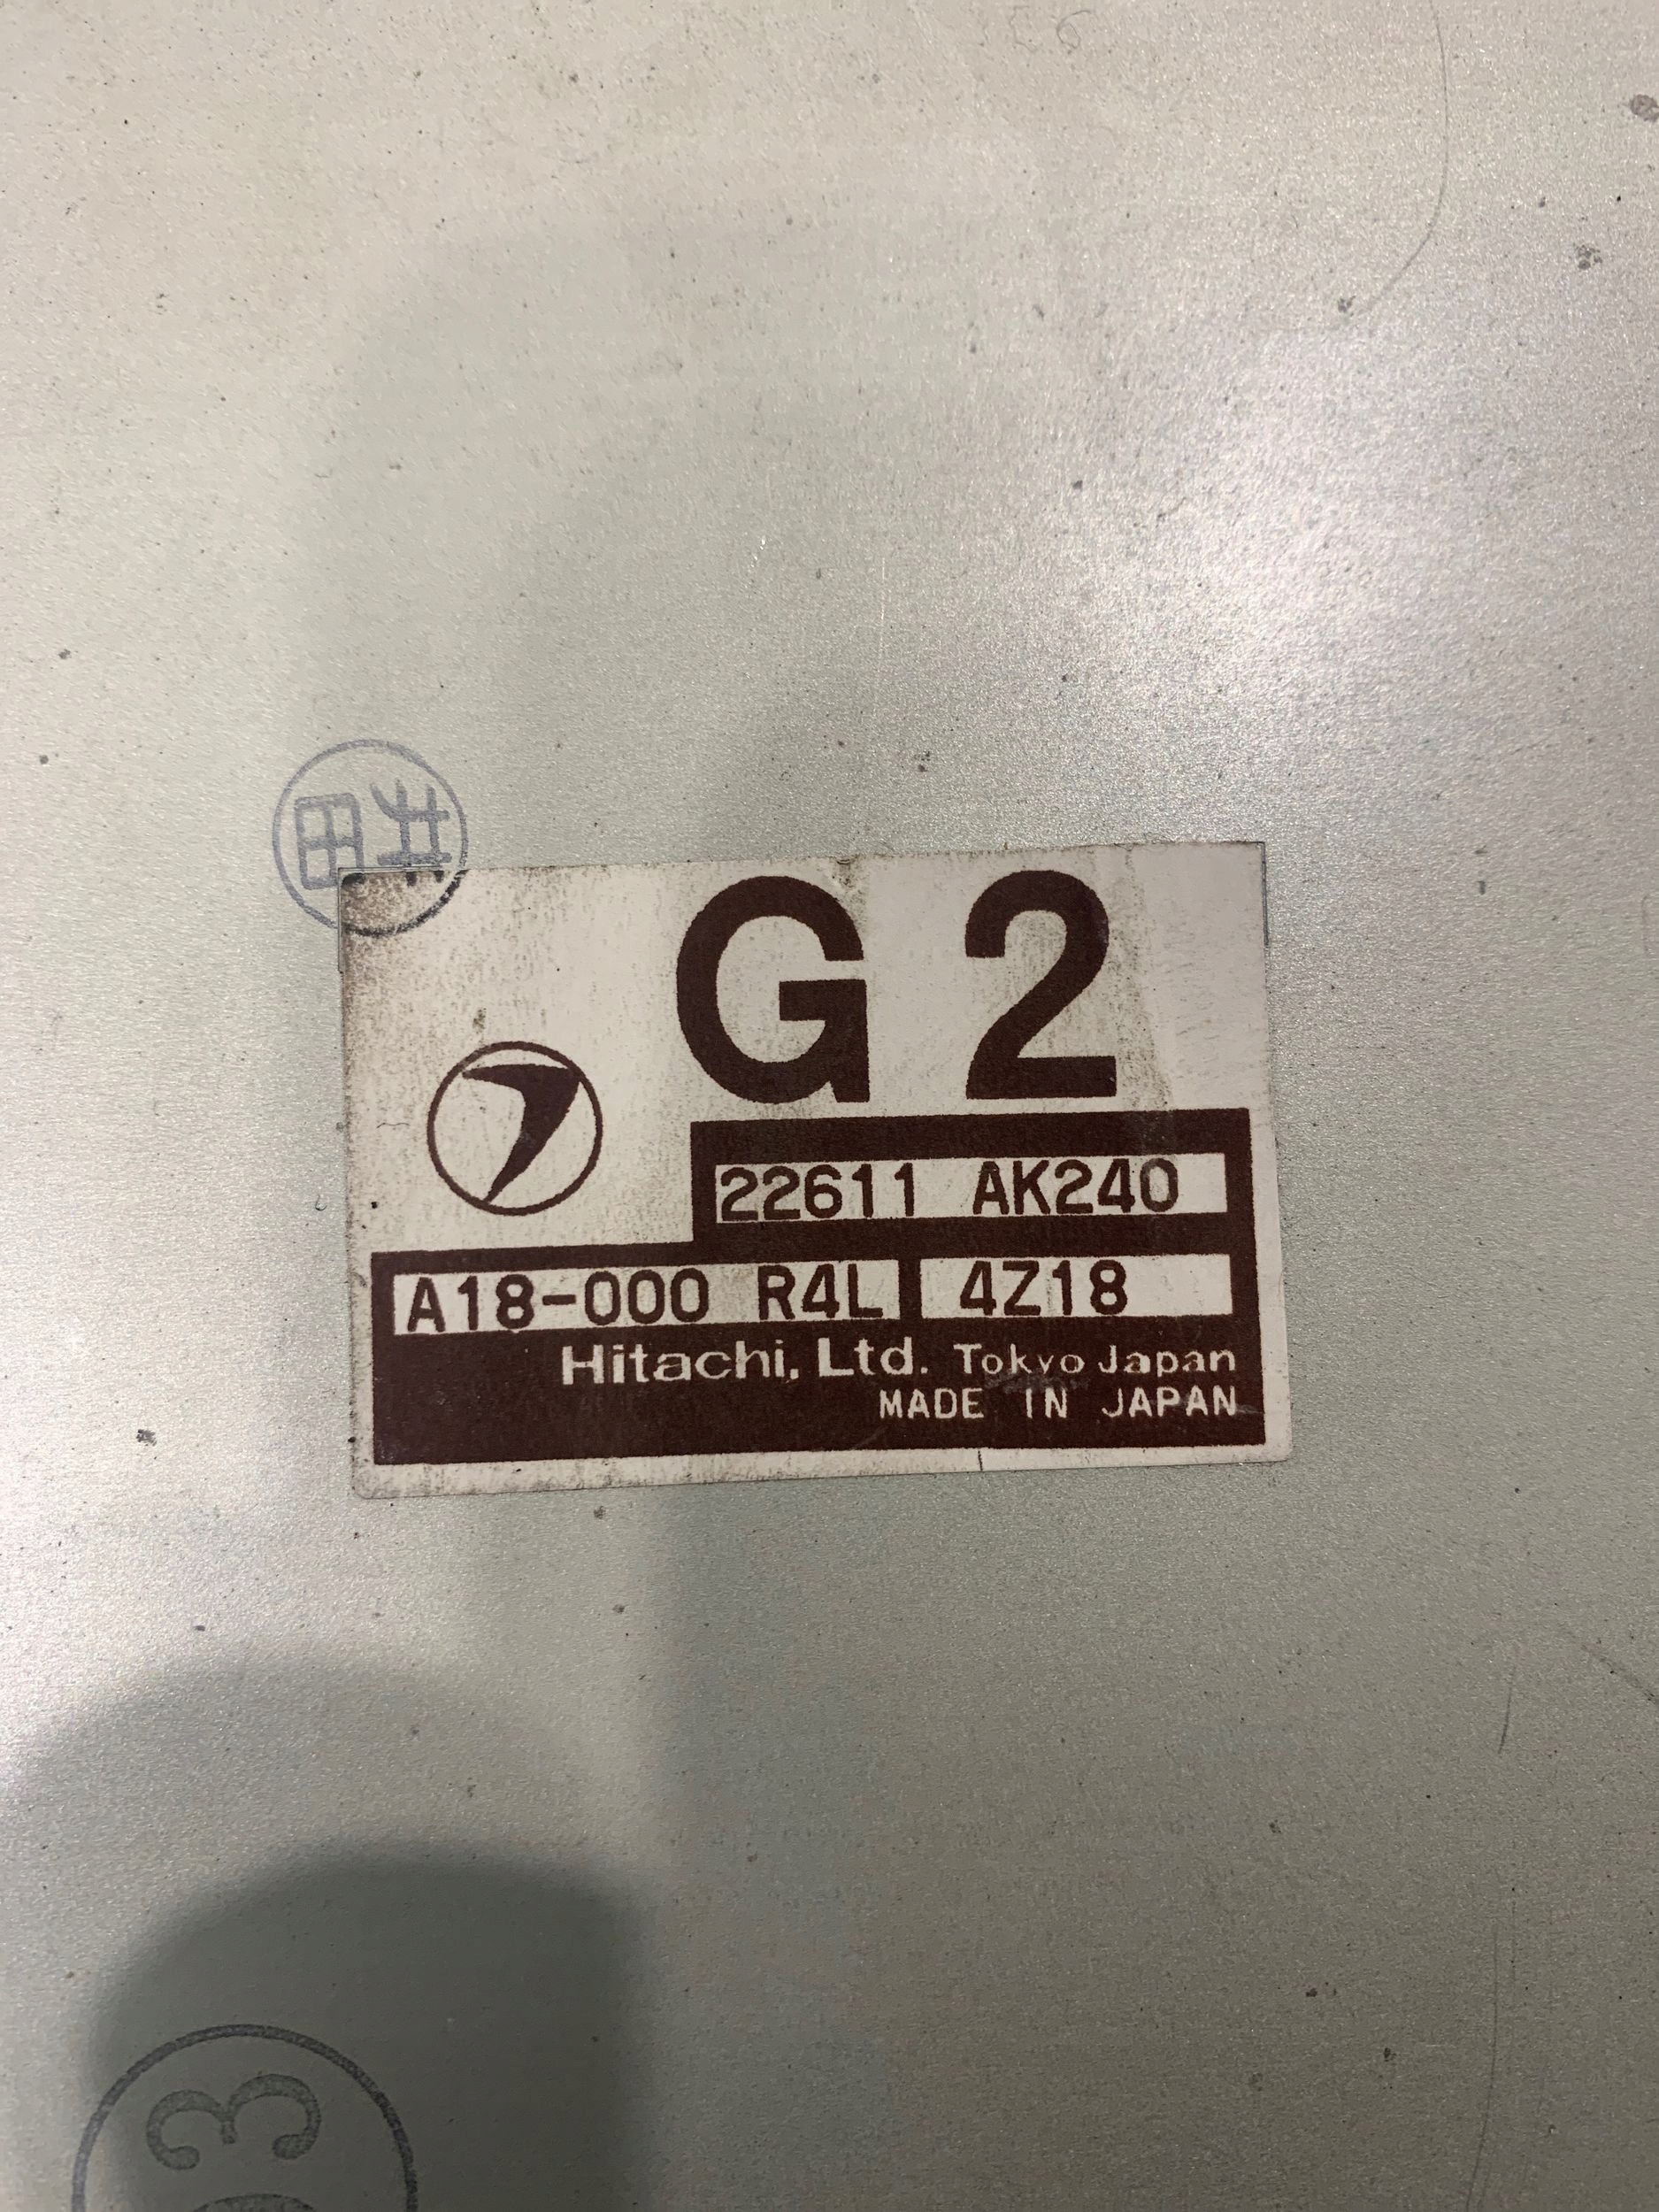 G2
22611 AK240
A18-000 R4L 4Z18
Hitachi, Ltd. Tokyo Japan
MADE IN JAPAN